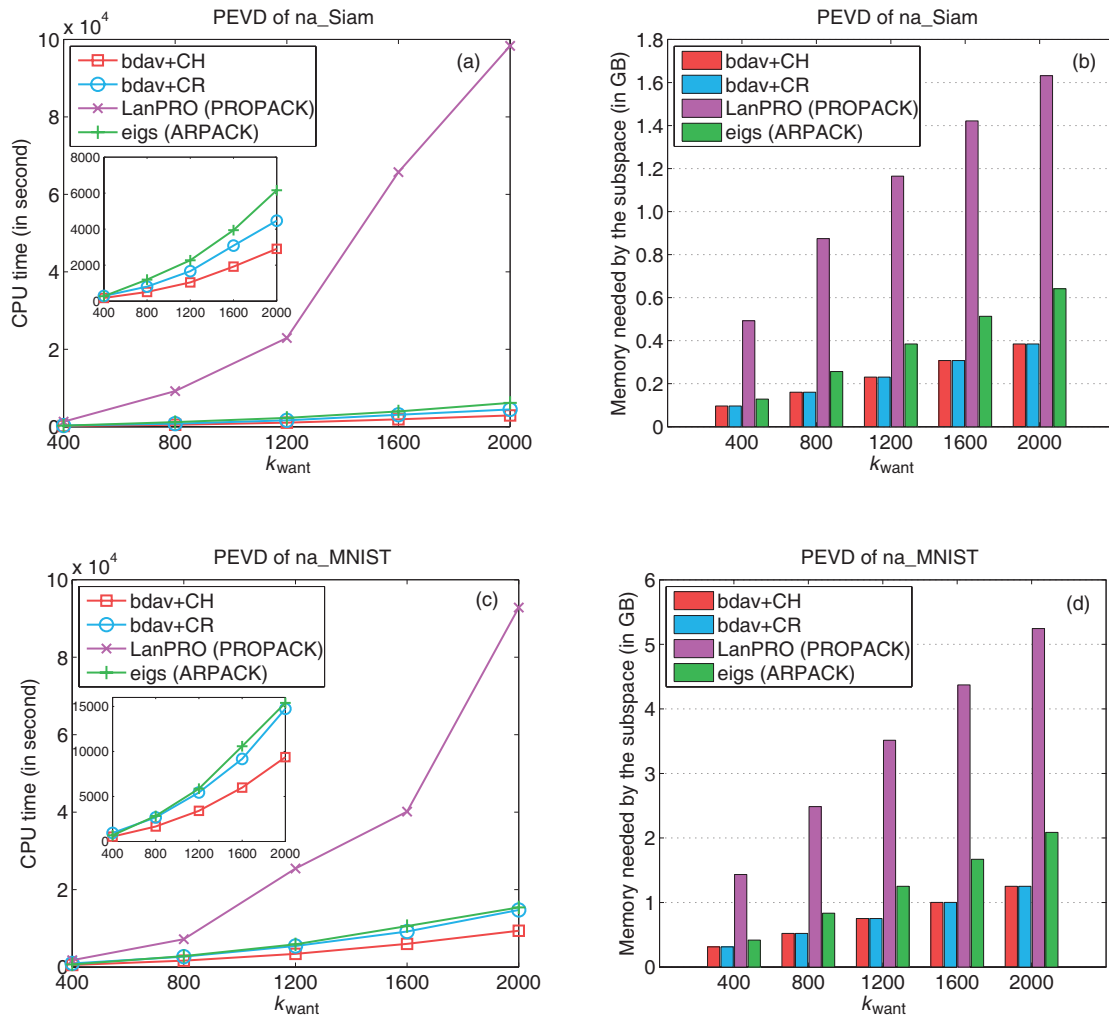 PEVD of na_Siam
x 10⁴
(a)
bdav+CH
bdav+CR
LanPRO (PROPACK)
eigs (ARPACK)
CPU time (in second)
10
8
6
4
2
0
8000
6000
4000
2000
0
400 800 1200 1600 2000
400 800 1200 1600 2000
k_want
PEVD of na_Siam
(b)
bdav+CH
bdav+CR
LanPRO (PROPACK)
eigs (ARPACK)
Memory needed by the subspace (in GB)
1.8
1.6
1.4
1.2
1
0.8
0.6
0.4
0.2
0
400 800 1200 1600 2000
k_want
PEVD of na_MNIST
x 10⁴
(c)
bdav+CH
bdav+CR
LanPRO (PROPACK)
eigs (ARPACK)
CPU time (in second)
10
8
6
4
2
0
15000
10000
5000
0
400 800 1200 1600 2000
400 800 1200 1600 2000
k_want
PEVD of na_MNIST
(d)
bdav+CH
bdav+CR
LanPRO (PROPACK)
eigs (ARPACK)
Memory needed by the subspace (in GB)
6
5
4
3
2
1
0
400 800 1200 1600 2000
k_want